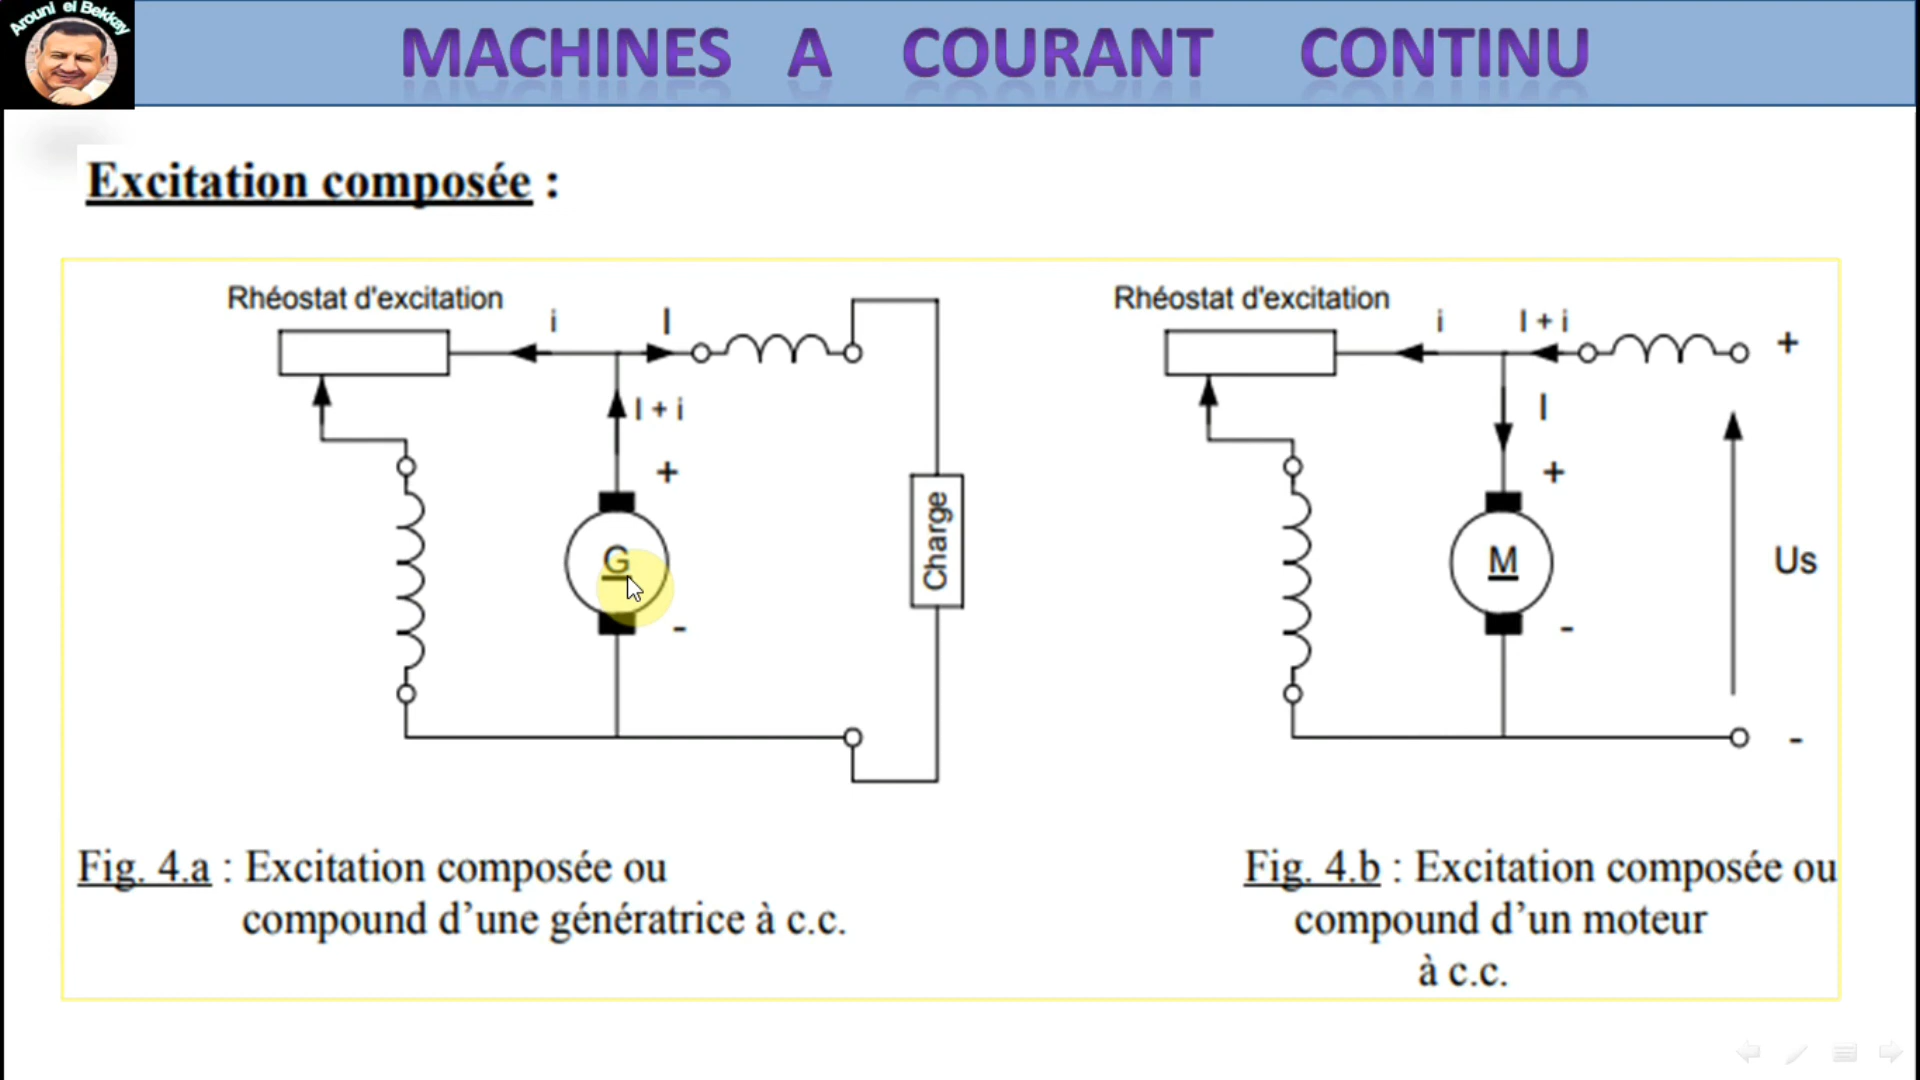 Arouni el Bekkay
MACHINES A COURANT CONTINU
Excitation composée :
Rhéostat d'excitation
i
I
I + i
+
G
-
Charge
Rhéostat d'excitation
i
I + i
+
I
+
M
Us
-
-
Fig. 4.a : Excitation composée ou
compound d’une génératrice à c.c.
Fig. 4.b : Excitation composée ou
compound d’un moteur
à c.c.